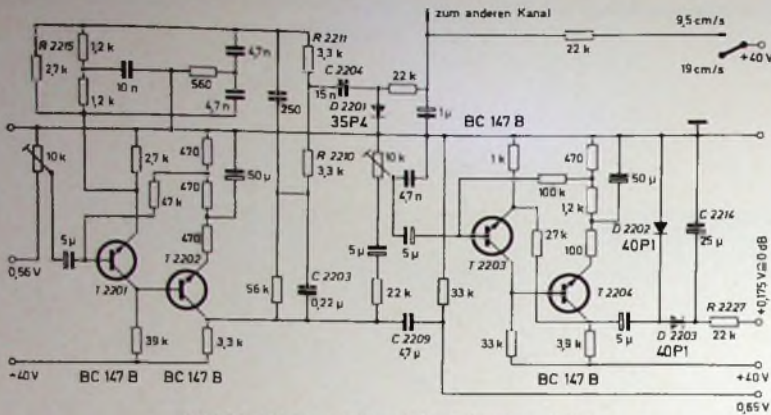 zum anderen Kanal
9,5 cm/s
22 k
+40V
19 cm/s
R 2215
1,2 k
2,7 k
10 n
1,2 k
4,7 n
560
4,7 n
R 2211
3,3 k
C 2204
15 n
22 k
250
D 2201
35P4
1 µ
BC 147 B
10 k
2,7 k
470
50 µ
47 k
470
470
R 2210
3,3 k
10 k
4,7 n
1 k
470
100 k
50 µ
1,2 k
100
27 k
D 2202
40P1
C 2214
25 µ
5 µ
0,56 V
T 2201
T 2202
56 k
C 2203
0,22 µ
5 µ
22 k
5 µ
T 2203
33 k
T 2204
+0,175 V ≙ 0 dB
5 µ
D 2203
40P1
R 2227
22 k
39 k
3,3 k
C 2209
4,7 µ
33 k
3,9 k
-40V
BC 147 B
BC 147 B
BC 147 B
+40V
0,65 V